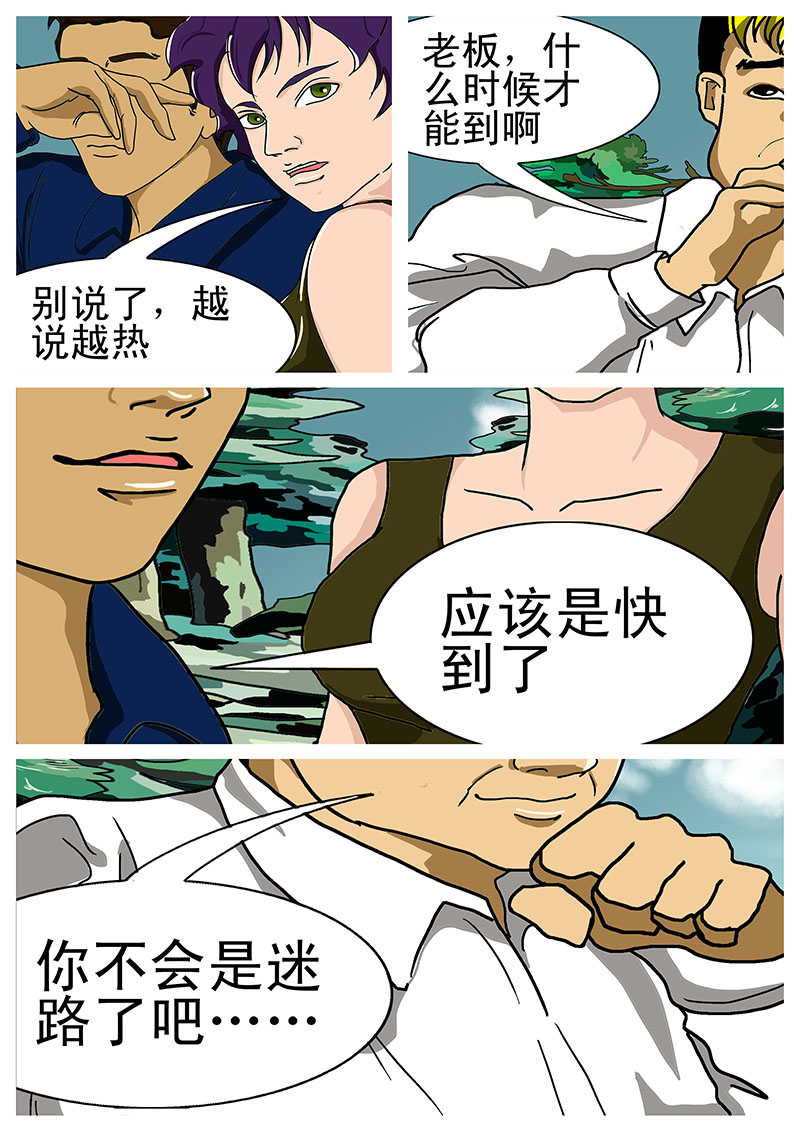 别说了，越
说越热
老板，什
么时候才
能到啊
应该是快
到了
你不会是迷
路了吧……